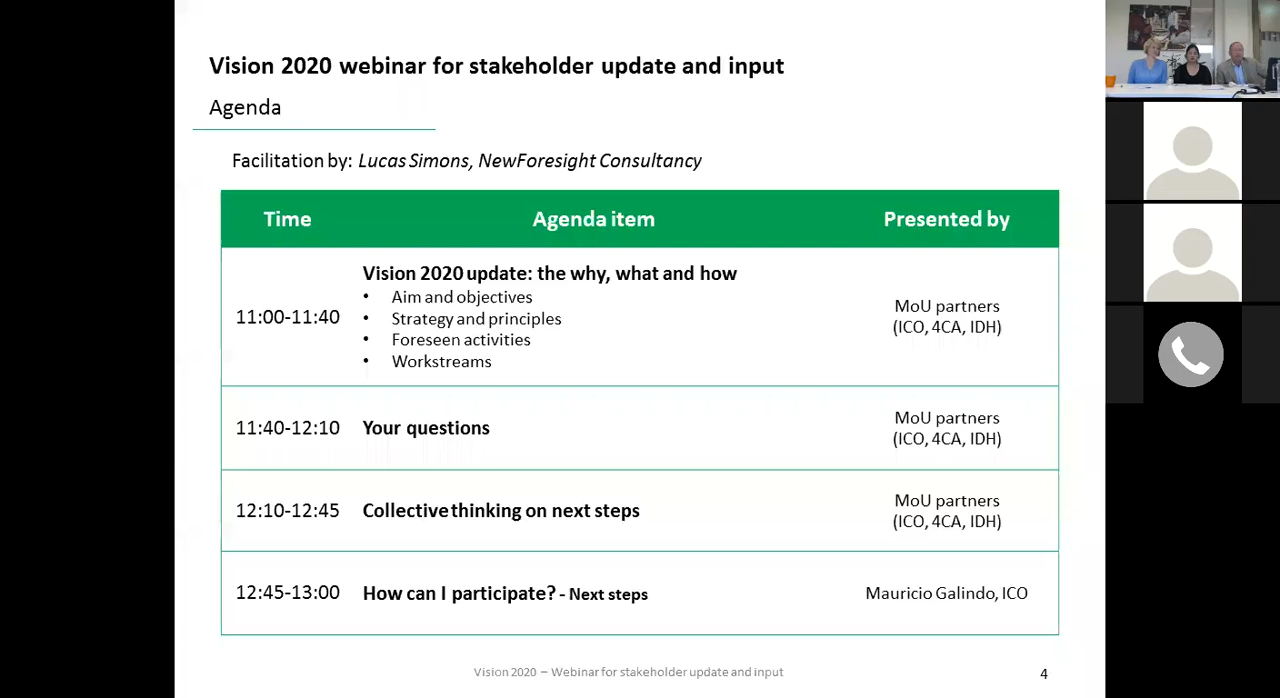 Vision 2020 webinar for stakeholder update and input
Agenda
Facilitation by: Lucas Simons, NewForesight Consultancy
Time Agenda item Presented by
Vision 2020 update: the why, what and how
• Aim and objectives
• Strategy and principles
• Foreseen activities
• Workstreams
11:00-11:40
MoU partners
(ICO, 4CA, IDH)
11:40-12:10 Your questions
MoU partners
(ICO, 4CA, IDH)
12:10-12:45 Collective thinking on next steps
MoU partners
(ICO, 4CA, IDH)
12:45-13:00 How can I participate? - Next steps Mauricio Galindo, ICO
Vision 2020 – Webinar for stakeholder update and input
4